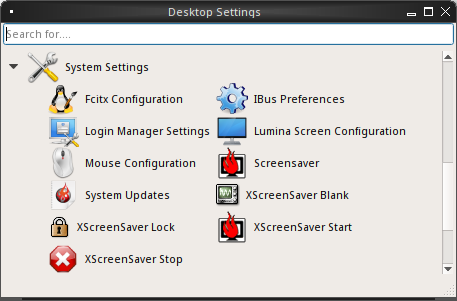 Desktop Settings
Search for....
System Settings
Fcitx Configuration
IBus Preferences
Login Manager Settings
Lumina Screen Configuration
Mouse Configuration
Screensaver
System Updates
XScreenSaver Blank
XScreenSaver Lock
XScreenSaver Start
XScreenSaver Stop